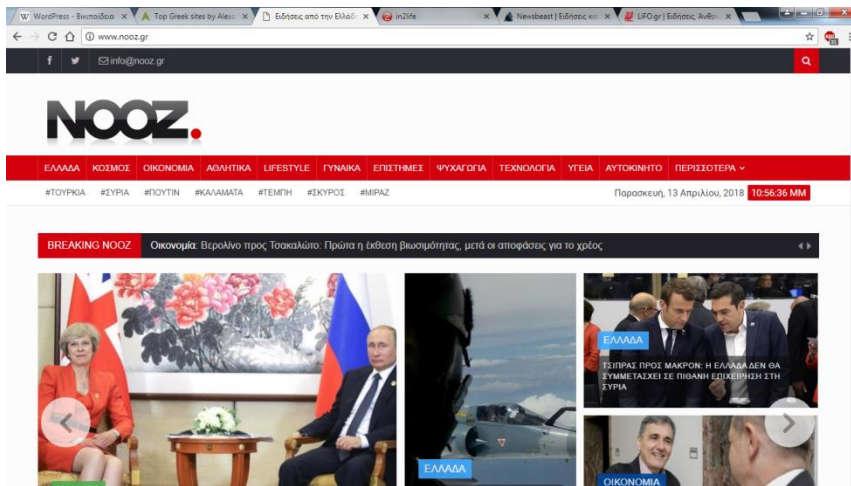 WordPress - Βικιπαίδεια
Top Greek sites by Alexa
Ειδήσεις από την Ελλάδ
in2life
Newsbeast | Ειδήσεις και
LiFO.gr | Ειδήσεις, Άνθρω
www.nooz.gr
info@nooz.gr
NOOZ.
ΕΛΛΑΔΑ ΚΟΣΜΟΣ ΟΙΚΟΝΟΜΙΑ ΑΘΛΗΤΙΚΑ LIFESTYLE ΓΥΝΑΙΚΑ ΕΠΙΣΤΗΜΕΣ ΨΥΧΑΓΩΓΙΑ ΤΕΧΝΟΛΟΓΙΑ ΥΓΕΙΑ ΑΥΤΟΚΙΝΗΤΟ ΠΕΡΙΣΣΟΤΕΡΑ
#ΤΟΥΡΚΙΑ #ΣΥΡΙΑ #ΠΟΥΤΙΝ #ΚΑΛΑΜΑΤΑ #ΤΕΜΠΗ #ΣΚΥΡΟΣ #ΜΙΡΑΖ Παρασκευή, 13 Απριλίου, 2018 10:56:36 ΜΜ
BREAKING NOOZ Οικονομία: Βερολίνο προς Τσακαλώτο: Πρώτα η έκθεση βιωσιμότητας, μετά οι αποφάσεις για το χρέος
ΕΛΛΑΔΑ
ΤΣΙΠΡΑΣ ΠΡΟΣ ΜΑΚΡΟΝ: Η ΕΛΛΑΔΑ ΔΕΝ ΘΑ
ΣΥΜΜΕΤΑΣΧΕΙ ΣΕ ΠΙΘΑΝΗ ΕΠΙΧΕΙΡΗΣΗ ΣΤΗ
ΣΥΡΙΑ
ΕΛΛΑΔΑ
ΟΙΚΟΝΟΜΙΑ